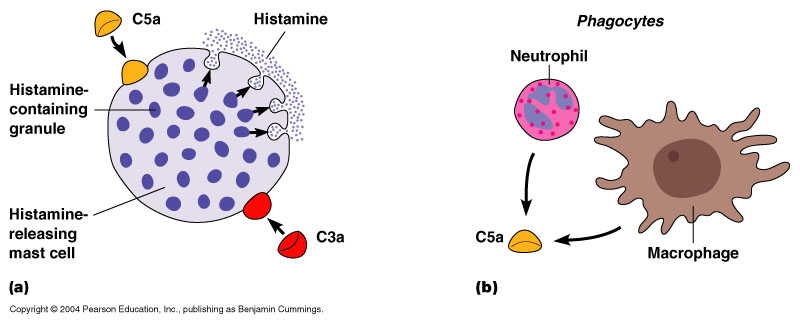 C5a
Histamine
Histamine-
containing
granule
Histamine-
releasing
mast cell
C3a
(a)
Phagocytes
Neutrophil
C5a
Macrophage
(b)
Copyright © 2004 Pearson Education, Inc., publishing as Benjamin Cummings.